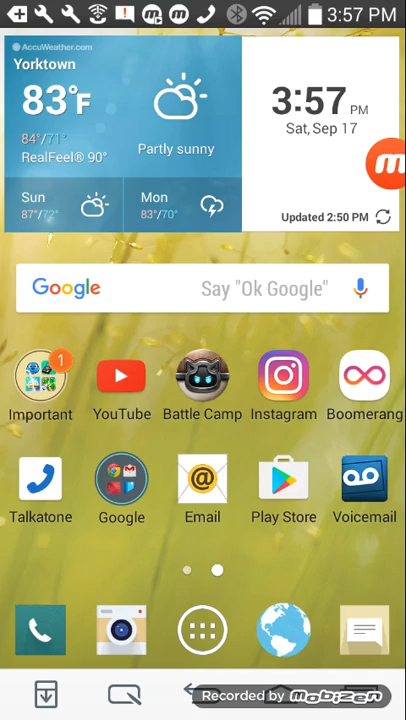 3:57 PM
AccuWeather.com
Yorktown
83°F
84°/71°
RealFeel® 90°
Partly sunny
Sun
87°/72°
Mon
83°/70°
3:57 PM
Sat, Sep 17
Updated 2:50 PM
Google
Say "Ok Google"
1
Important
YouTube
Battle Camp
Instagram
Boomerang
Talkatone
Google
Email
Play Store
Voicemail
Recorded by mobizen